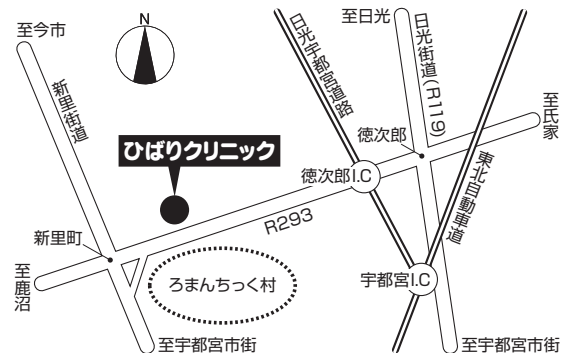 至今市
N
至日光
新里街道
日光宇都宮道路
日光街道(R119)
至氏家
ひばりクリニック
徳次郎
徳次郎I.C
東北自動車道
R293
新里町
至鹿沼
ろまんちっく村
宇都宮I.C
至宇都宮市街
至宇都宮市街